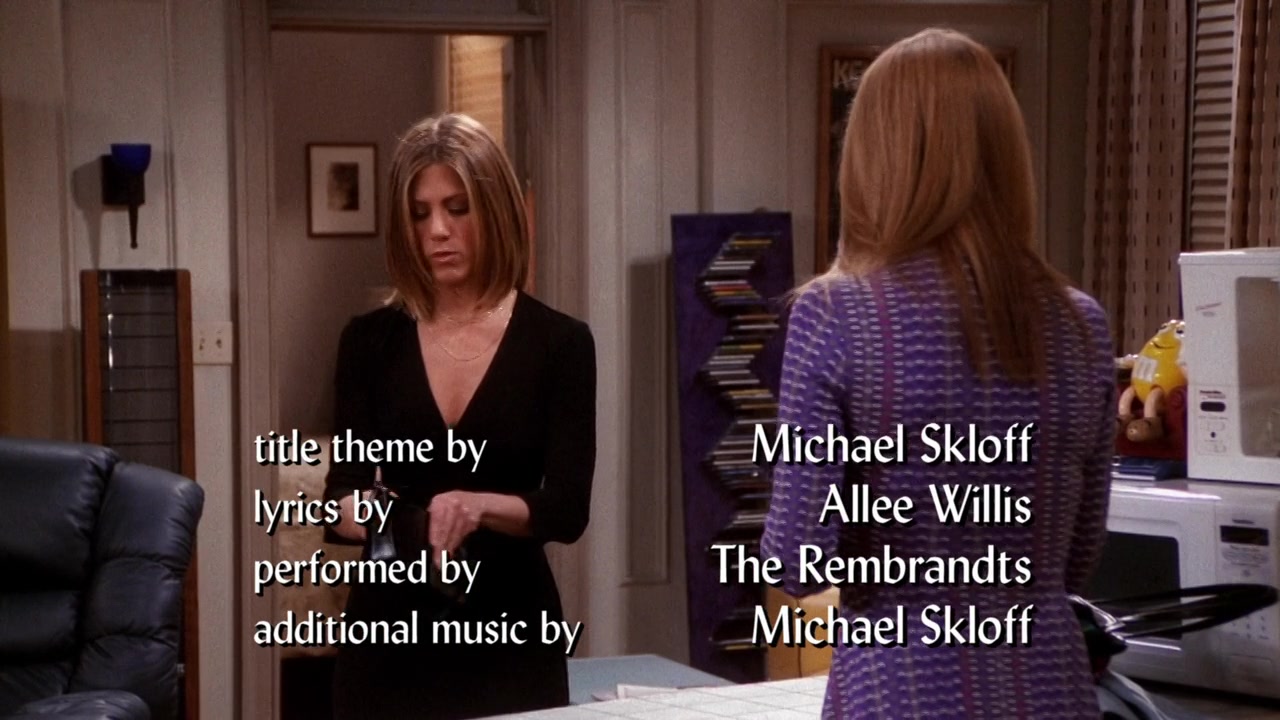 title theme by Michael Skloff
lyrics by Allee Willis
performed by The Rembrandts
additional music by Michael Skloff